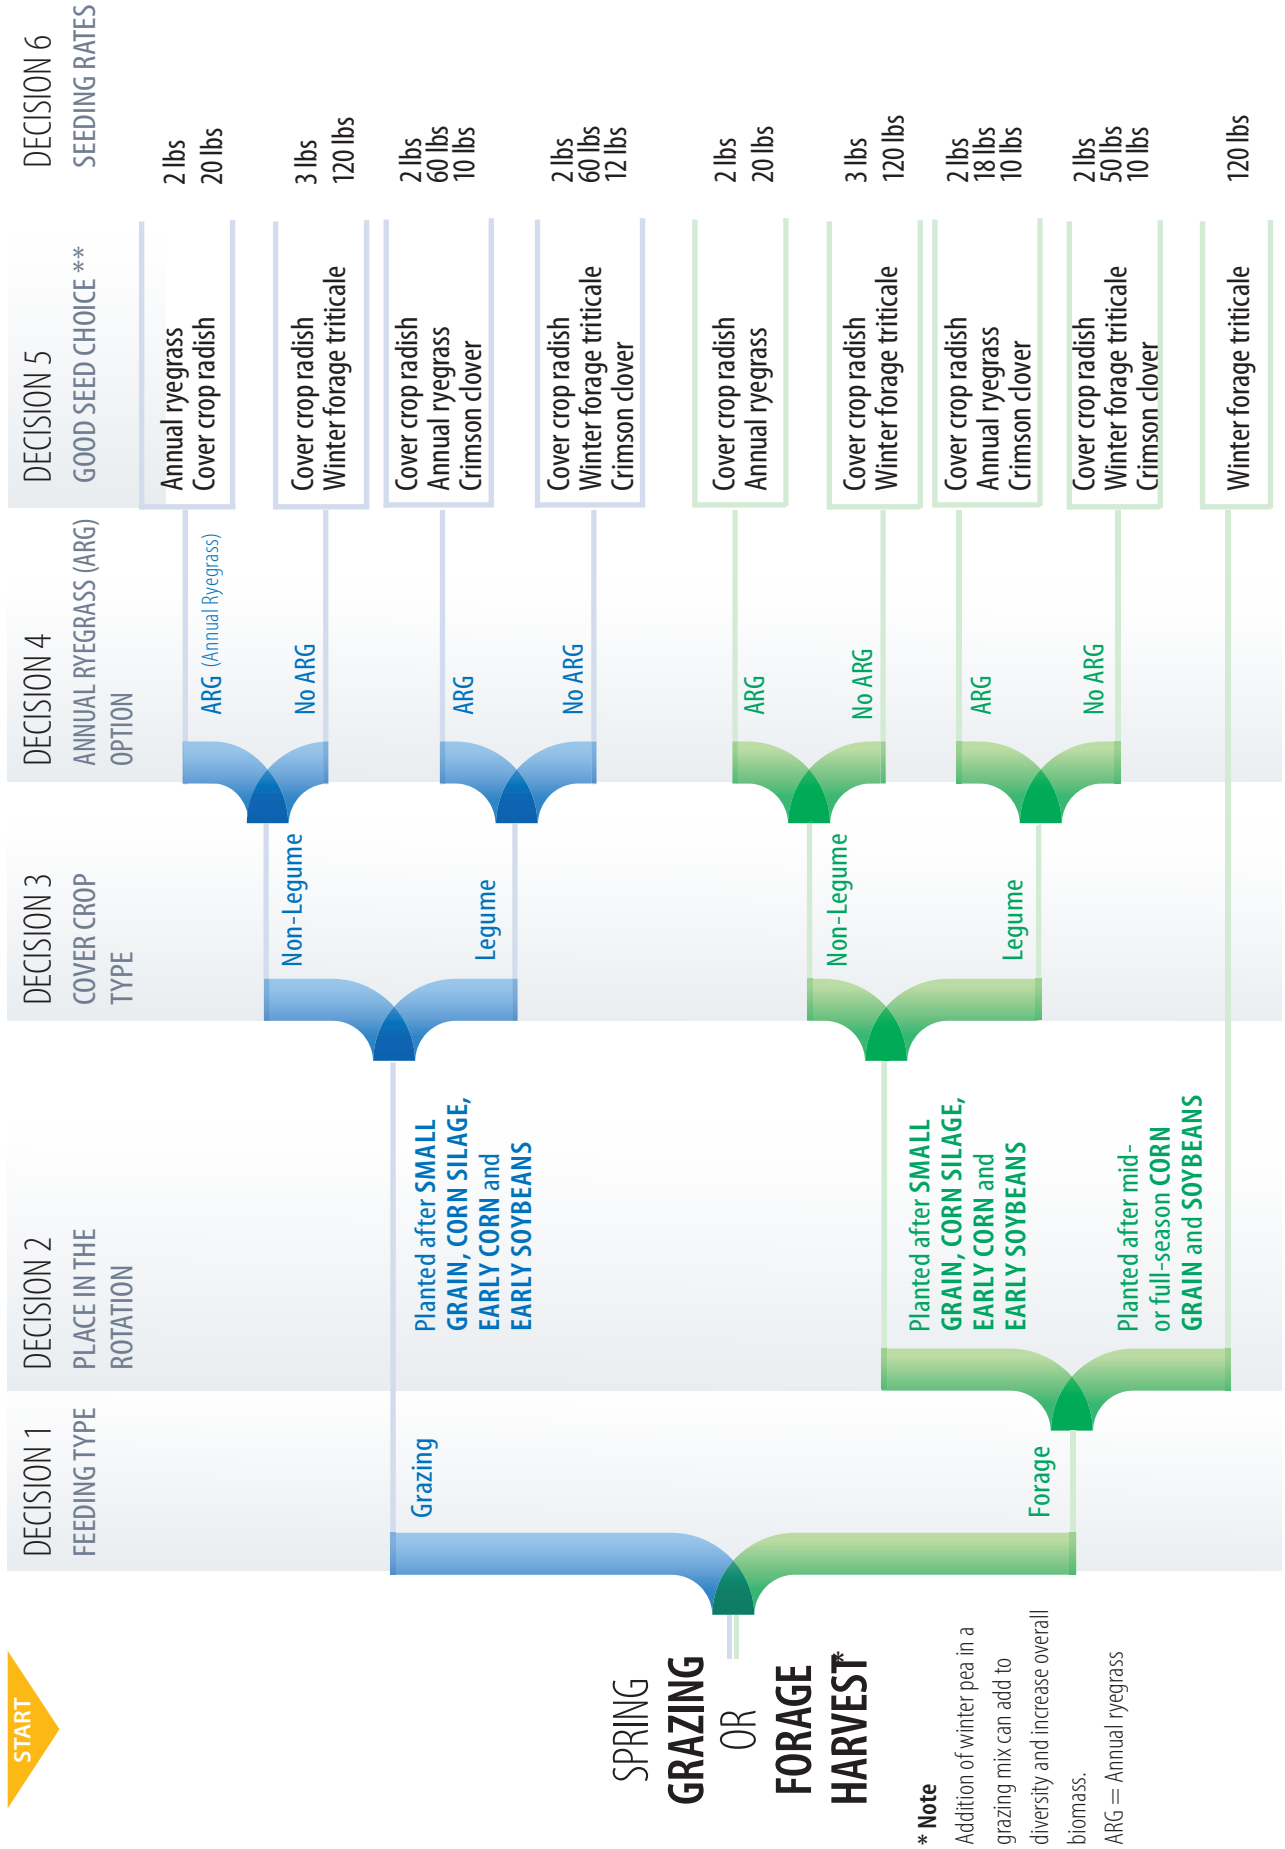 START
SPRING
GRAZING
OR
FORAGE
HARVEST*
* Note
Addition of winter pea in a
grazing mix can add to
diversity and increase overall
biomass.
ARG = Annual ryegrass
DECISION 1
FEEDING TYPE
Grazing
Forage
DECISION 2
PLACE IN THE
ROTATION
Planted after SMALL
GRAIN, CORN SILAGE,
EARLY CORN and
EARLY SOYBEANS
Planted after SMALL
GRAIN, CORN SILAGE,
EARLY CORN and
EARLY SOYBEANS
Planted after mid-
or full-season CORN
GRAIN and SOYBEANS
DECISION 3
COVER CROP
TYPE
Non-Legume
Legume
Non-Legume
Legume
DECISION 4
ANNUAL RYEGRASS (ARG)
OPTION
ARG (Annual Ryegrass)
No ARG
ARG
No ARG
ARG
No ARG
ARG
No ARG
DECISION 5
GOOD SEED CHOICE **
Annual ryegrass
Cover crop radish
Cover crop radish
Winter forage triticale
Cover crop radish
Annual ryegrass
Crimson clover
Cover crop radish
Winter forage triticale
Crimson clover
Cover crop radish
Annual ryegrass
Cover crop radish
Winter forage triticale
Cover crop radish
Annual ryegrass
Crimson clover
Cover crop radish
Winter forage triticale
Crimson clover
Winter forage triticale
DECISION 6
SEEDING RATES
2 lbs
20 lbs
3 lbs
120 lbs
2 lbs
60 lbs
10 lbs
2 lbs
60 lbs
12 lbs
2 lbs
20 lbs
3 lbs
120 lbs
2 lbs
18 lbs
10 lbs
2 lbs
50 lbs
10 lbs
120 lbs